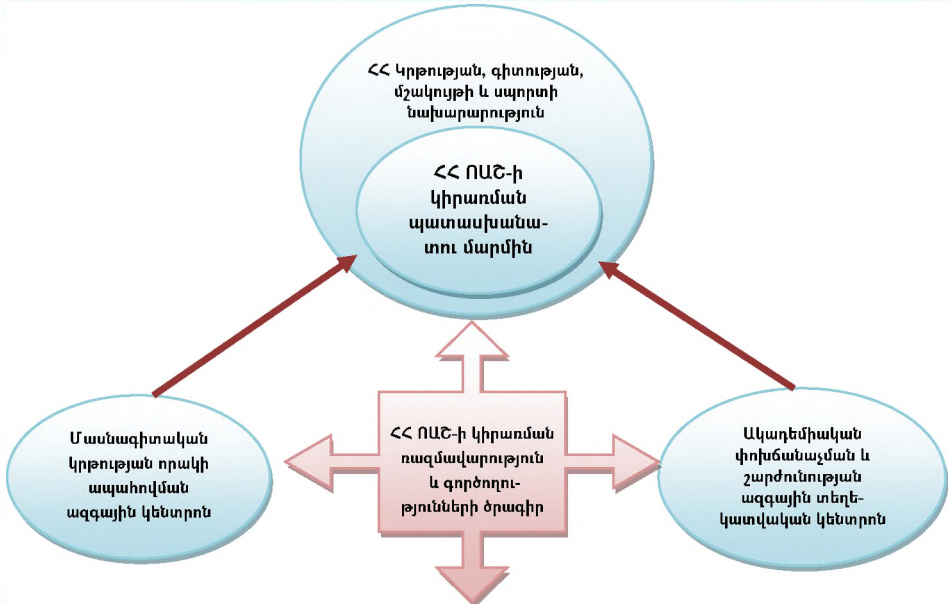 ՀՀ Կրթության, գիտության,
մշակույթի և սպորտի
նախարարություն
ՀՀ ՈԱՇ-ի
կիրառման
պատասխանա-
տու մարմին
Մասնագիտական
կրթության որակի
ապահովման
ազգային կենտրոն
ՀՀ ՈԱՇ-ի կիրառման
ռազմավարություն
և գործողու-
թյունների ծրագիր
Ակադեմիական
փոխճանաչման և
շարժունության
ազգային տեղե-
կատվական կենտրոն